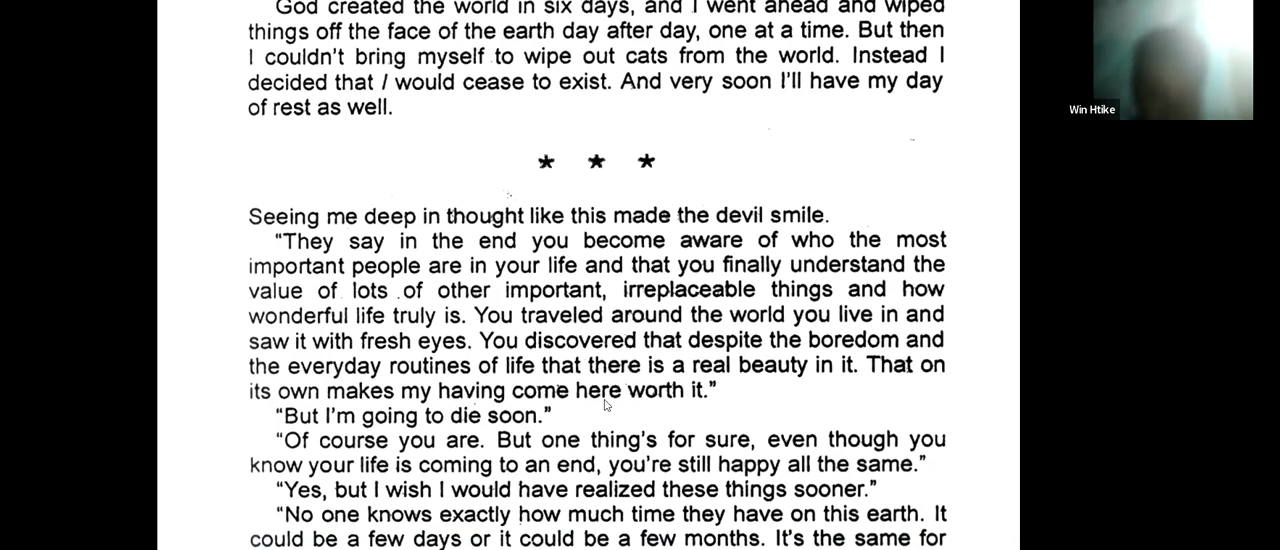 God created the world in six days, and I went ahead and wiped
things off the face of the earth day after day, one at a time. But then
I couldn't bring myself to wipe out cats from the world. Instead I
decided that I would cease to exist. And very soon I'll have my day
of rest as well.
* * *
Seeing me deep in thought like this made the devil smile.
“They say in the end you become aware of who the most
important people are in your life and that you finally understand the
value of lots of other important, irreplaceable things and how
wonderful life truly is. You traveled around the world you live in and
saw it with fresh eyes. You discovered that despite the boredom and
the everyday routines of life that there is a real beauty in it. That on
its own makes my having come here worth it.”
“But I'm going to die soon.”
“Of course you are. But one thing's for sure, even though you
know your life is coming to an end, you're still happy all the same.”
“Yes, but I wish I would have realized these things sooner.”
“No one knows exactly how much time they have on this earth. It
could be a few days or it could be a few months. It's the same for
Win Htike